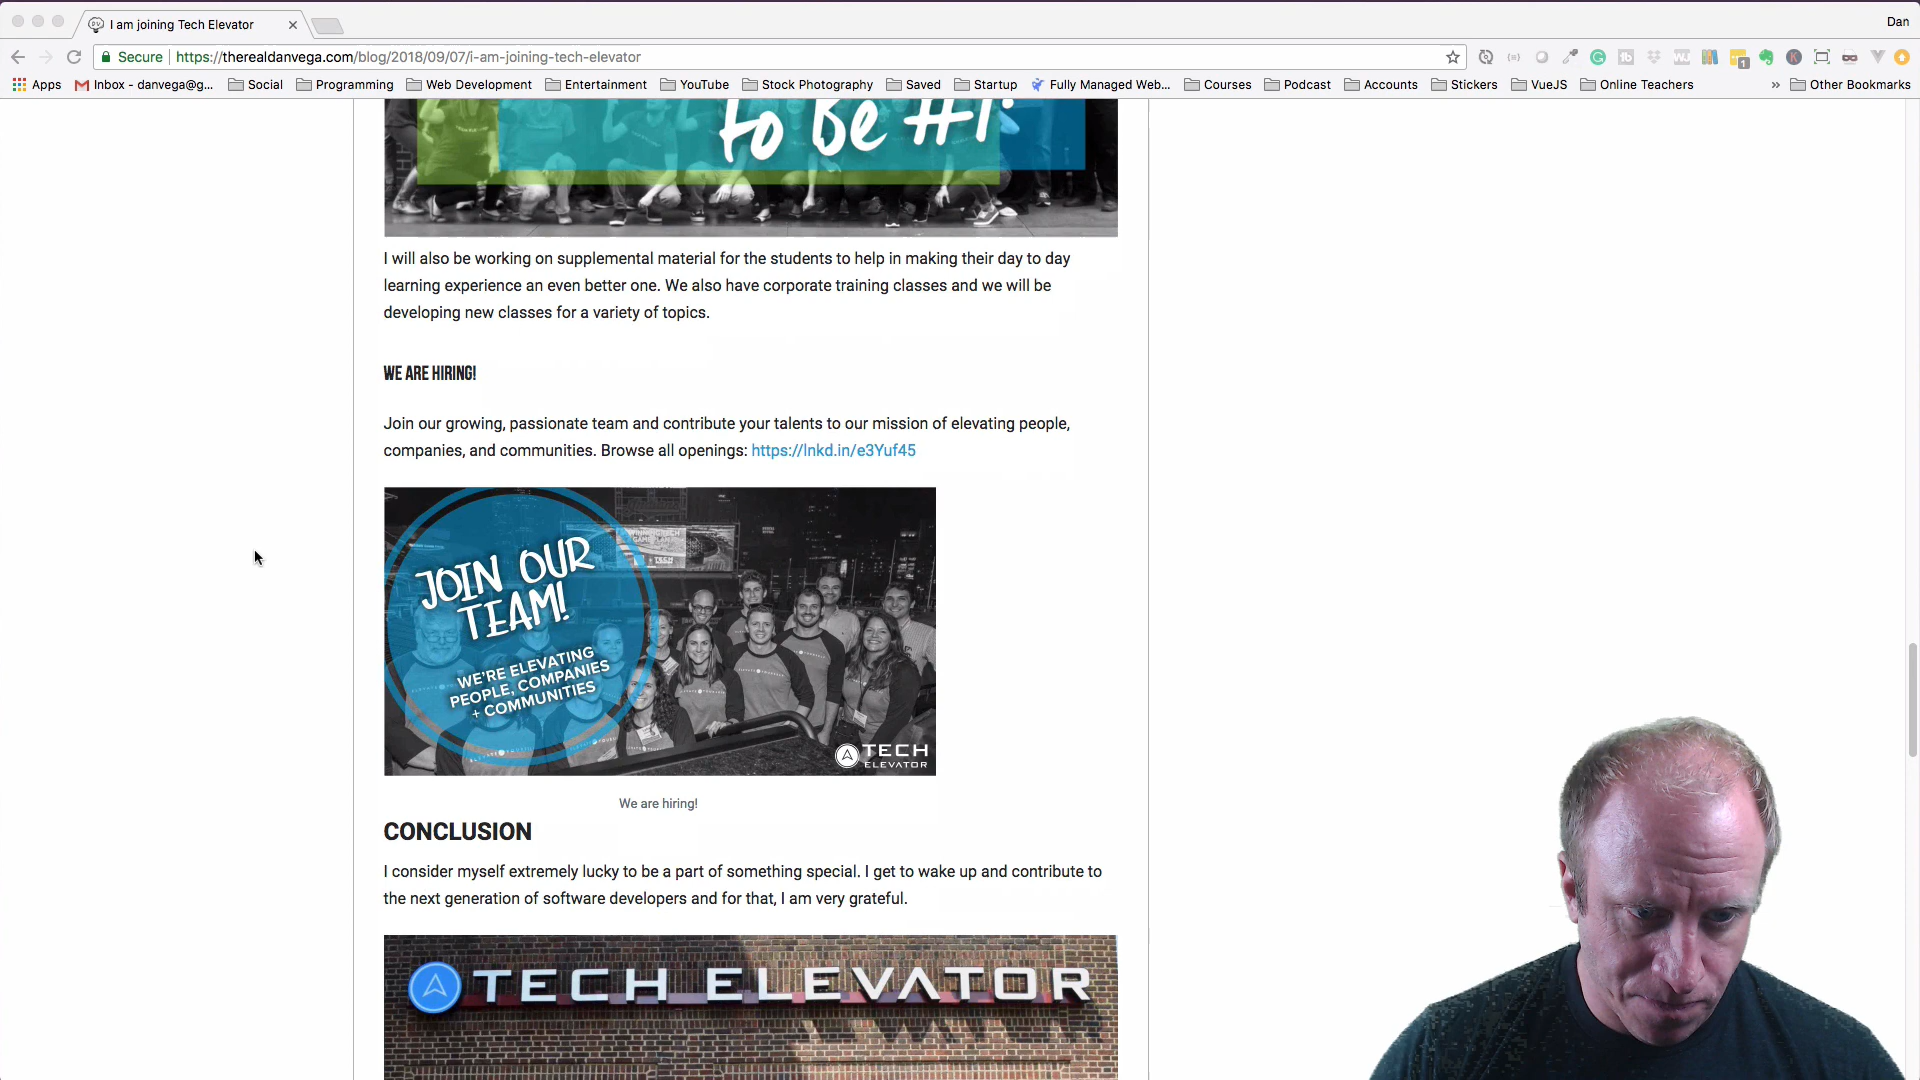 I am joining Tech Elevator
Dan
Secure
https://therealdanvega.com/blog/2018/09/07/i-am-joining-tech-elevator
Apps
Inbox - danvega@g...
Social
Programming
Web Development
Entertainment
YouTube
Stock Photography
Saved
Startup
Fully Managed Web...
Courses
Podcast
Accounts
Stickers
VueJS
Online Teachers
»
Other Bookmarks
to Be #1
I will also be working on supplemental material for the students to help in making their day to day
learning experience an even better one. We also have corporate training classes and we will be
developing new classes for a variety of topics.
WE ARE HIRING!
Join our growing, passionate team and contribute your talents to our mission of elevating people,
companies, and communities. Browse all openings: https://lnkd.in/e3Yuf45
JOIN OUR
TEAM!
WE'RE ELEVATING
PEOPLE, COMPANIES
+ COMMUNITIES
TECH
ELEVATOR
We are hiring!
CONCLUSION
I consider myself extremely lucky to be a part of something special. I get to wake up and contribute to
the next generation of software developers and for that, I am very grateful.
TECH ELEVATOR